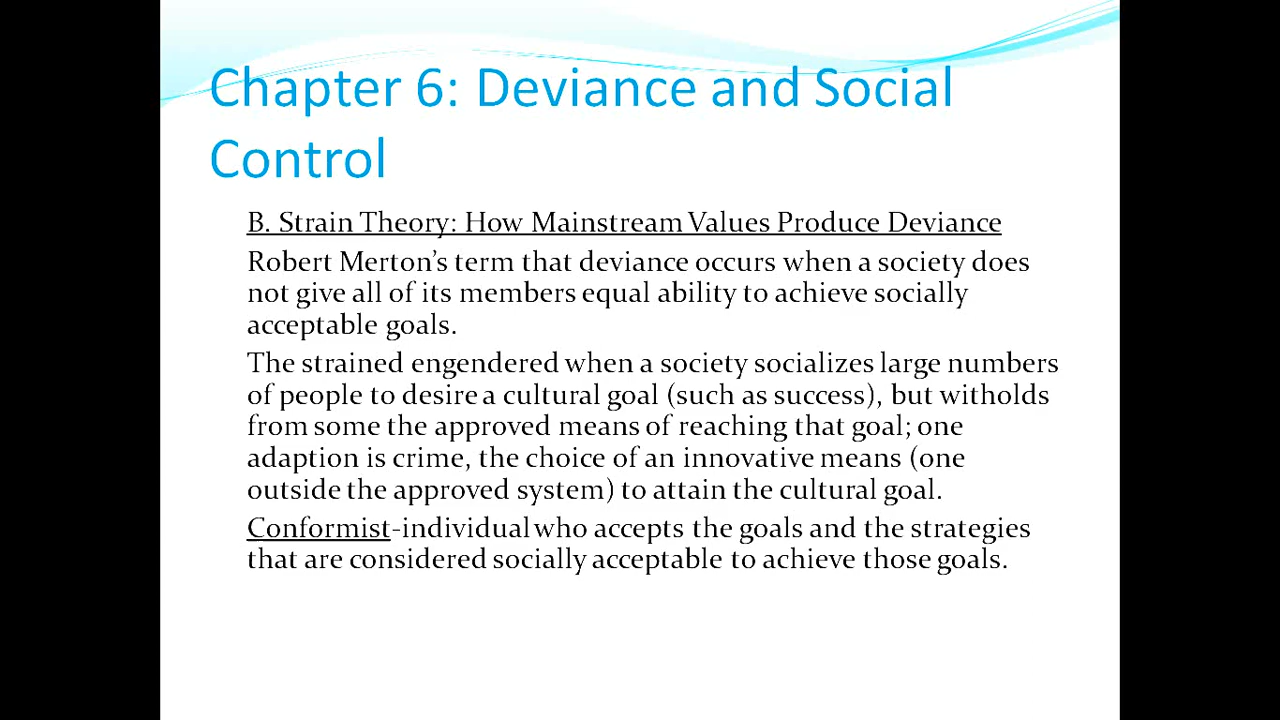 Chapter 6: Deviance and Social
Control
B. Strain Theory: How Mainstream Values Produce Deviance
Robert Merton’s term that deviance occurs when a society does
not give all of its members equal ability to achieve socially
acceptable goals.
The strained engendered when a society socializes large numbers
of people to desire a cultural goal (such as success), but witholds
from some the approved means of reaching that goal; one
adaption is crime, the choice of an innovative means (one
outside the approved system) to attain the cultural goal.
Conformist-individual who accepts the goals and the strategies
that are considered socially acceptable to achieve those goals.